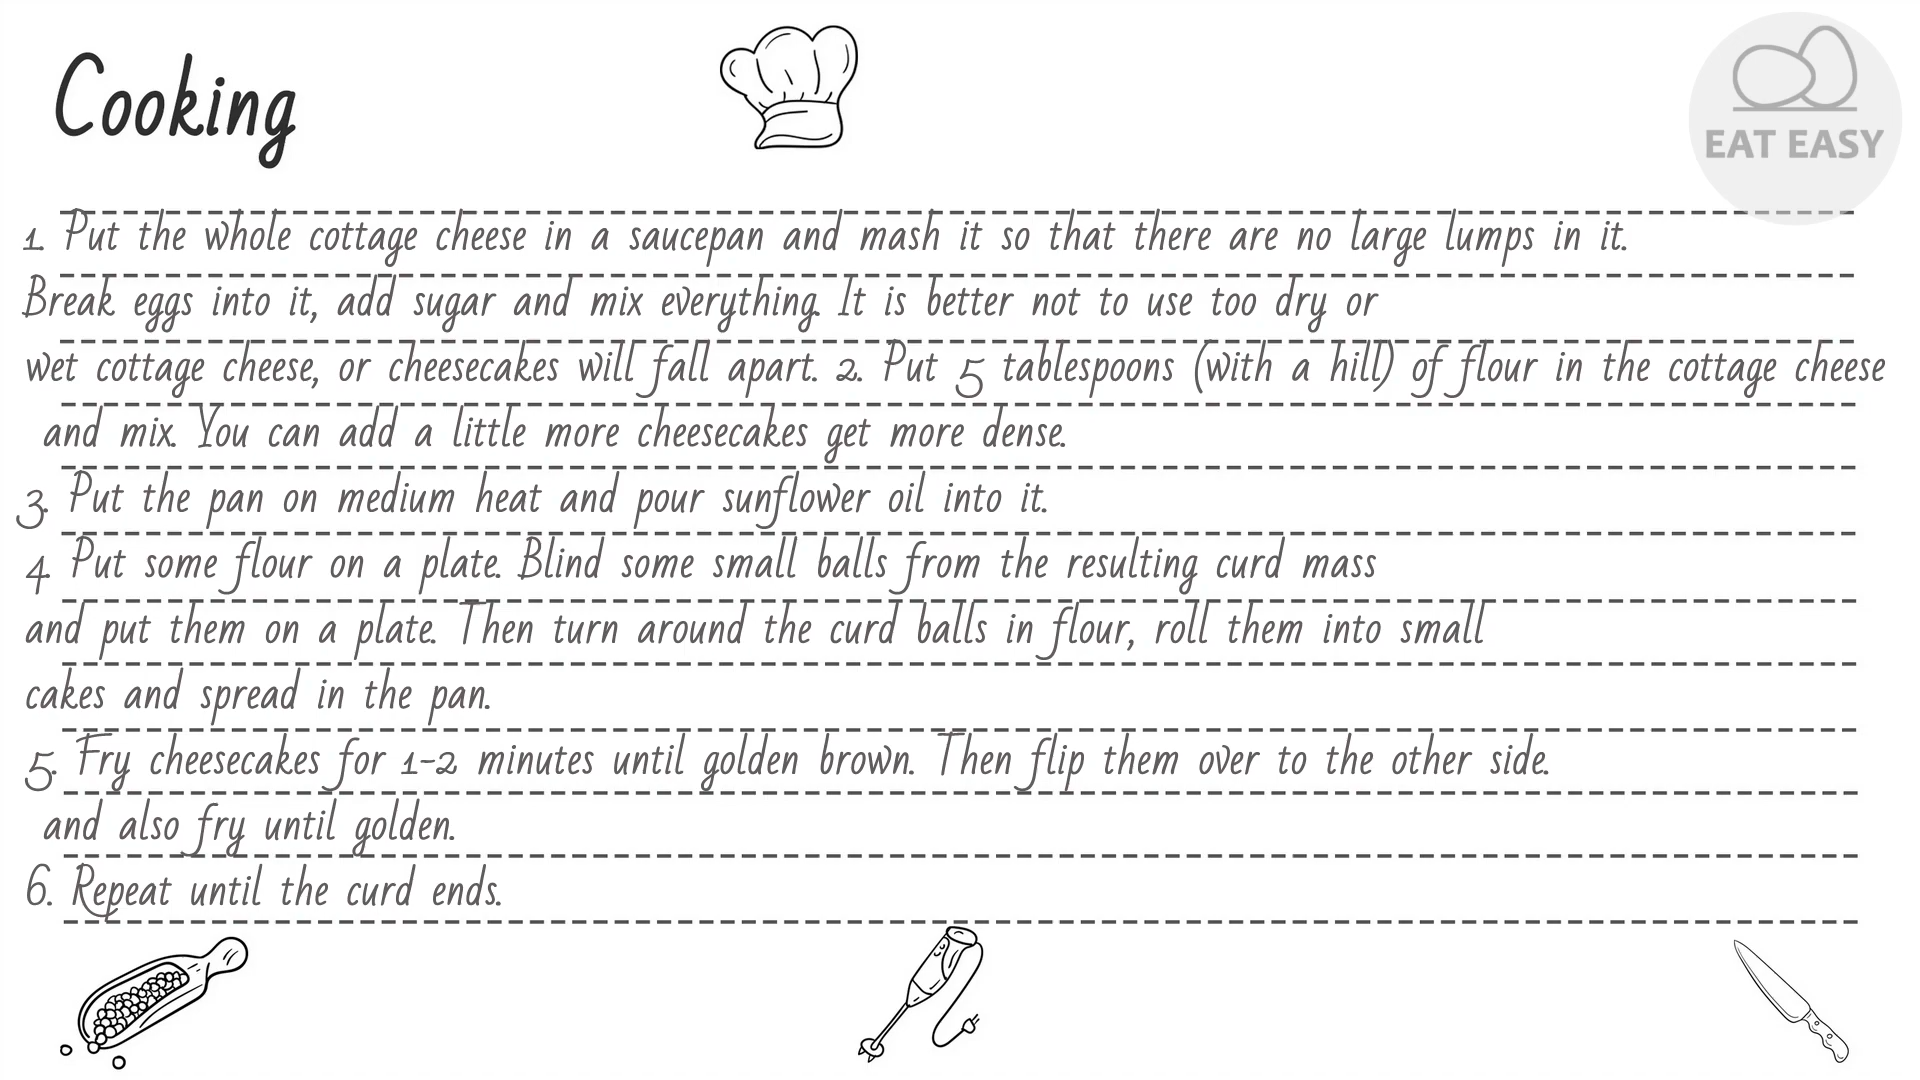 Cooking
EAT EASY
1. Put the whole cottage cheese in a saucepan and mash it so that there are no large lumps in it.
Break eggs into it, add sugar and mix everything. It is better not to use too dry or
wet cottage cheese, or cheesecakes will fall apart. 2. Put 5 tablespoons (with a hill) of flour in the cottage cheese
and mix. You can add a little more cheesecakes get more dense.
3. Put the pan on medium heat and pour sunflower oil into it.
4. Put some flour on a plate. Blind some small balls from the resulting curd mass
and put them on a plate. Then turn around the curd balls in flour, roll them into small
cakes and spread in the pan.
5. Fry cheesecakes for 1-2 minutes until golden brown. Then flip them over to the other side.
and also fry until golden.
6. Repeat until the curd ends.